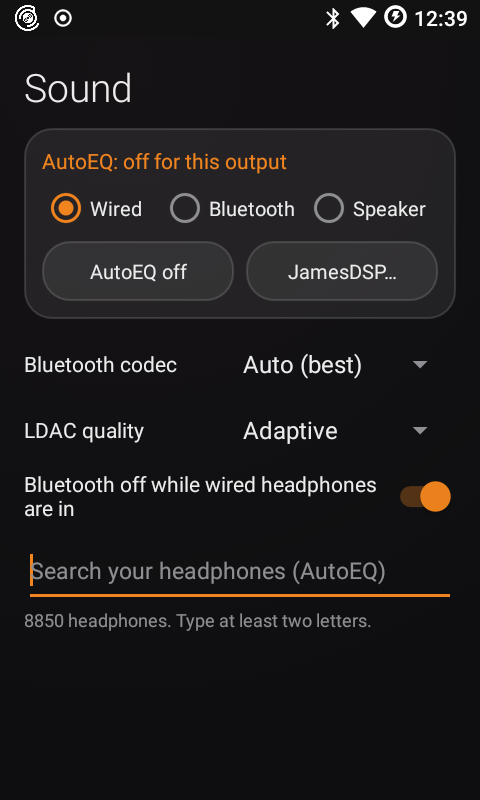 12:39
Sound
AutoEQ: off for this output
Wired
Bluetooth
Speaker
AutoEQ off
JamesDSP…
Bluetooth codec
Auto (best)
LDAC quality
Adaptive
Bluetooth off while wired headphones
are in
Search your headphones (AutoEQ)
8850 headphones. Type at least two letters.